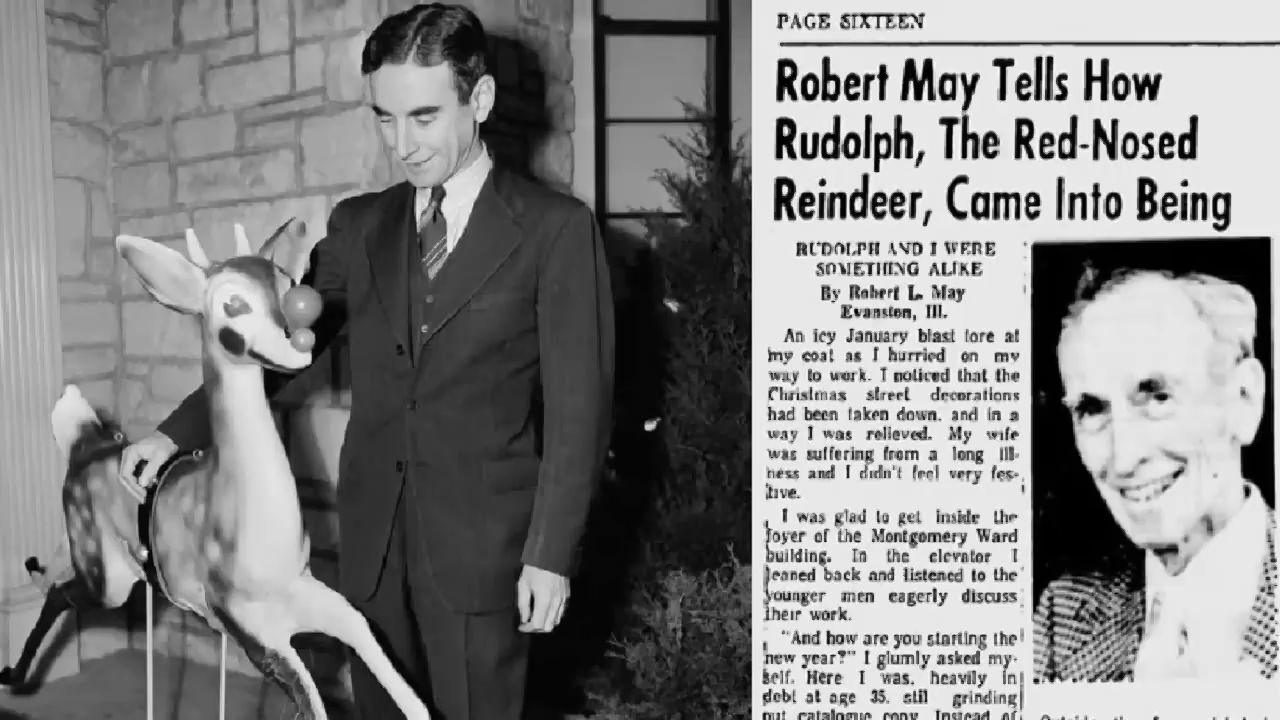 PAGE SIXTEEN
Robert May Tells How
Rudolph, The Red-Nosed
Reindeer, Came Into Being
RUDOLPH AND I WERE
SOMETHING ALIKE
By Robert L. May
Evanston, Ill.
An icy January blast tore at
my coat as I hurried on my
way to work. I noticed that the
Christmas street decorations
had been taken down, and in a
way I was relieved. My wife
was suffering from a long ill-
ness and I didn't feel very fes-
tive.
I was glad to get inside the
foyer of the Montgomery Ward
building. In the elevator I
leaned back and listened to the
younger men eagerly discuss
their work.
"And how are you starting the
new year?" I glumly asked my-
self. Here I was, heavily in
debt at age 35, still grinding
out catalogue copy. Instead of